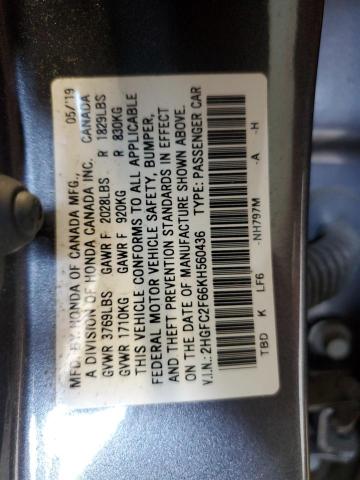 MFD. BY HONDA OF CANADA MFG., 05/'19
A DIVISION OF HONDA CANADA INC. CANADA
GVWR 3769LBS GAWR F 2028LBS R 1829LBS
GVWR 1710KG GAWR F 920KG R 830KG
THIS VEHICLE CONFORMS TO ALL APPLICABLE
FEDERAL MOTOR VEHICLE SAFETY, BUMPER,
AND THEFT PREVENTION STANDARDS IN EFFECT
ON THE DATE OF MANUFACTURE SHOWN ABOVE.
V.I.N.: 2HGFC2F66KH560436 TYPE: PASSENGER CAR
TBD K LF6 -NH797M -A -H